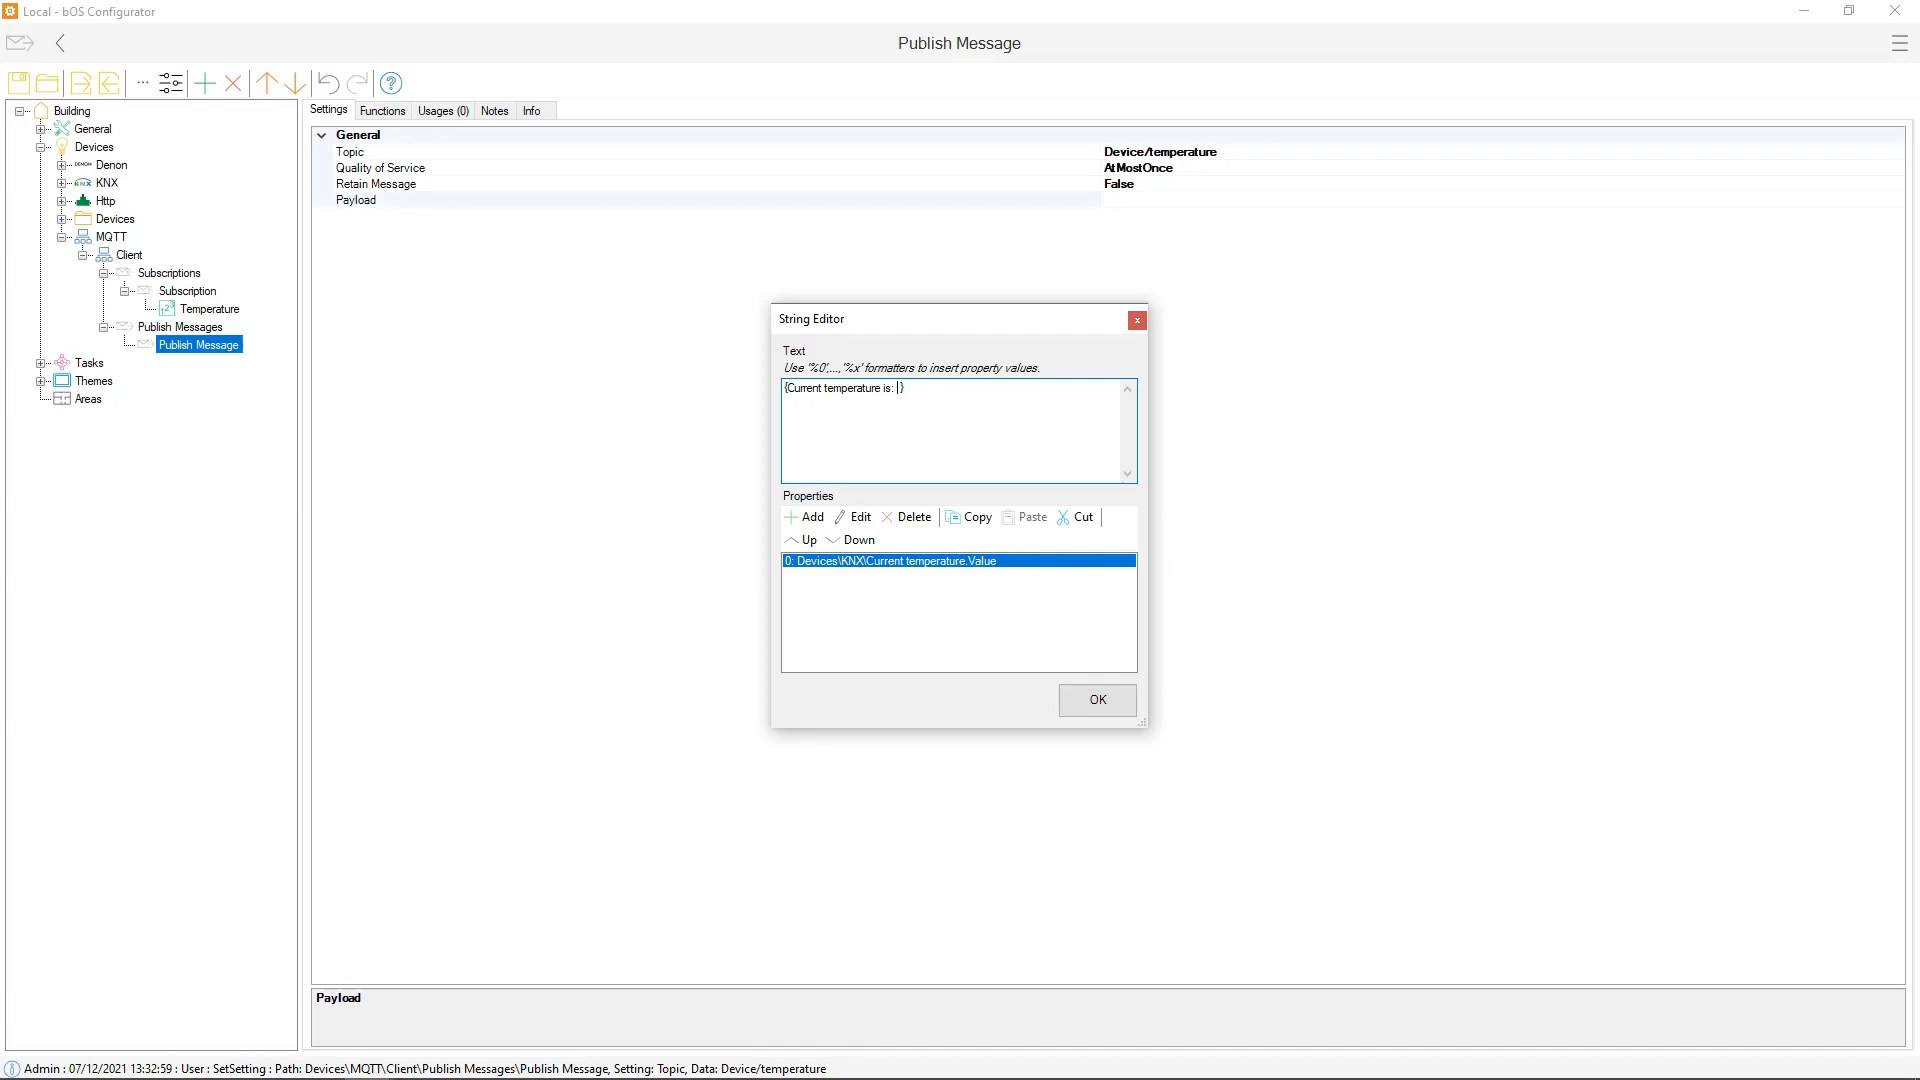 Local - bOS Configurator
Publish Message
Building
General
Devices
DENON Denon
KNX KNX
Http
Devices
MQTT
Client
Subscriptions
Subscription
123 Temperature
Publish Messages
Publish Message
Tasks
Themes
Areas
Settings Functions Usages (0) Notes Info
General
Topic Device/temperature
Quality of Service AtMostOnce
Retain Message False
Payload
String Editor
Text
Use '%0',...,'%x' formatters to insert property values.
{Current temperature is: }
Properties
Add Edit Delete Copy Paste Cut
Up Down
0: Devices\KNX\Current temperature.Value
OK
Payload
Admin : 07/12/2021 13:32:59 : User : SetSetting : Path: Devices\MQTT\Client\Publish Messages\Publish Message, Setting: Topic, Data: Device/temperature